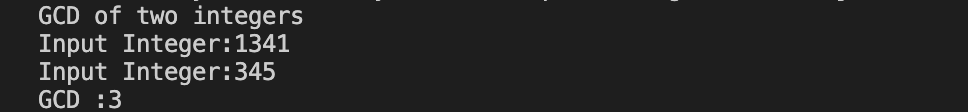 GCD of two integers
Input Integer:1341
Input Integer:345
GCD :3